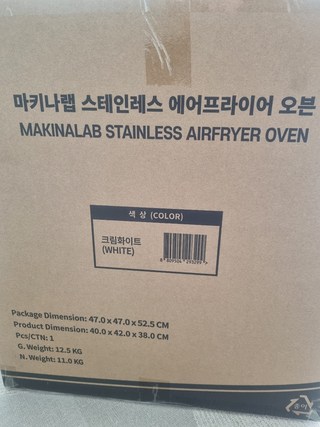 마키나랩 스테인레스 에어프라이어 오븐
MAKINALAB STAINLESS AIRFRYER OVEN
색 상 (COLOR)
크림화이트
(WHITE)
Package Dimension: 47.0 x 47.0 x 52.5 CM
Product Dimension: 40.0 x 42.0 x 38.0 CM
Pcs/CTN: 1
G. Weight: 12.5 KG
N. Weight: 11.0 KG
종이